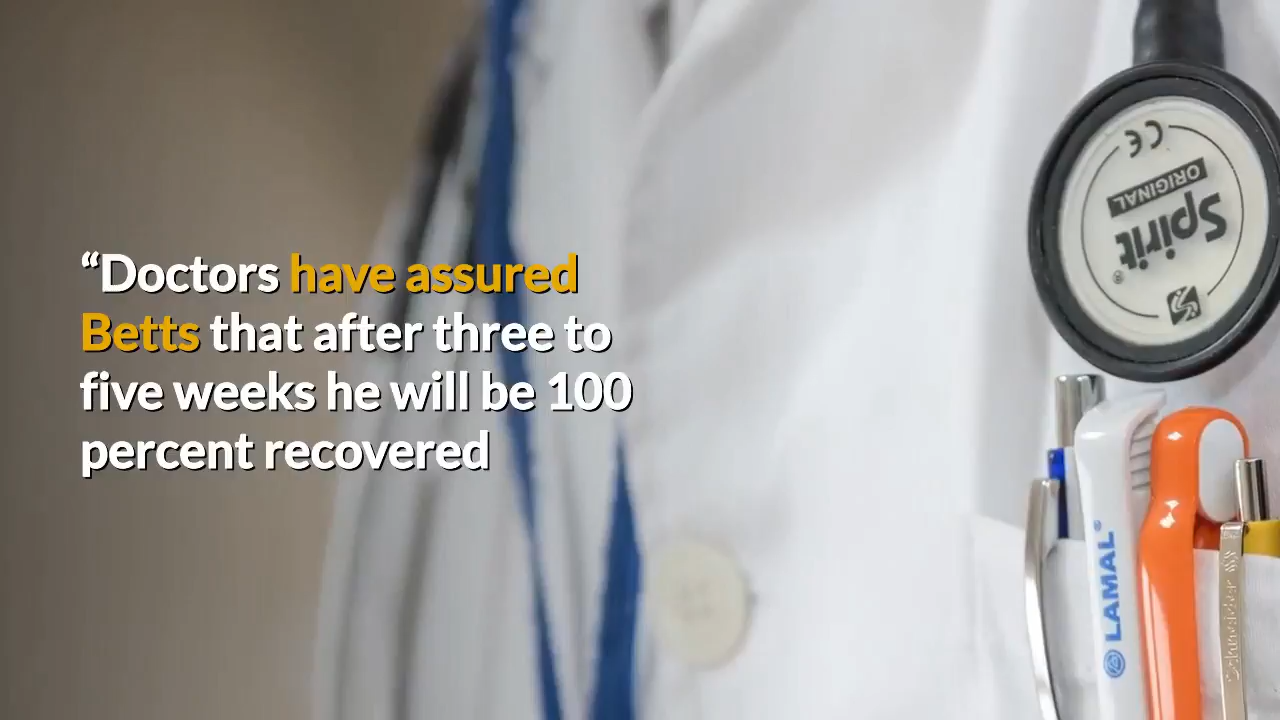 “Doctors have assured
Betts that after three to
five weeks he will be 100
percent recovered
CE
ORIGINAL
Spirit
®
LAMAL®
Schneider